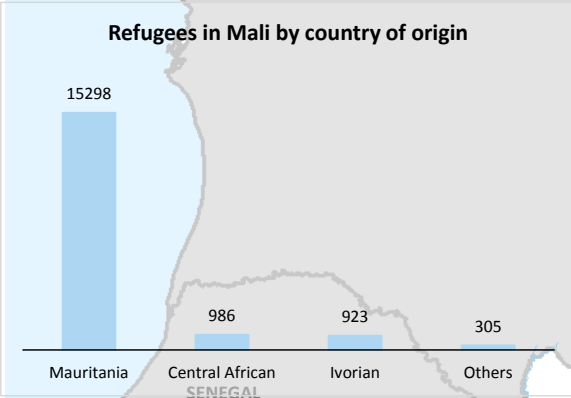 Refugees in Mali by country of origin
15298
986
923
305
Mauritania
Central African
Ivorian
Others
SENEGAL